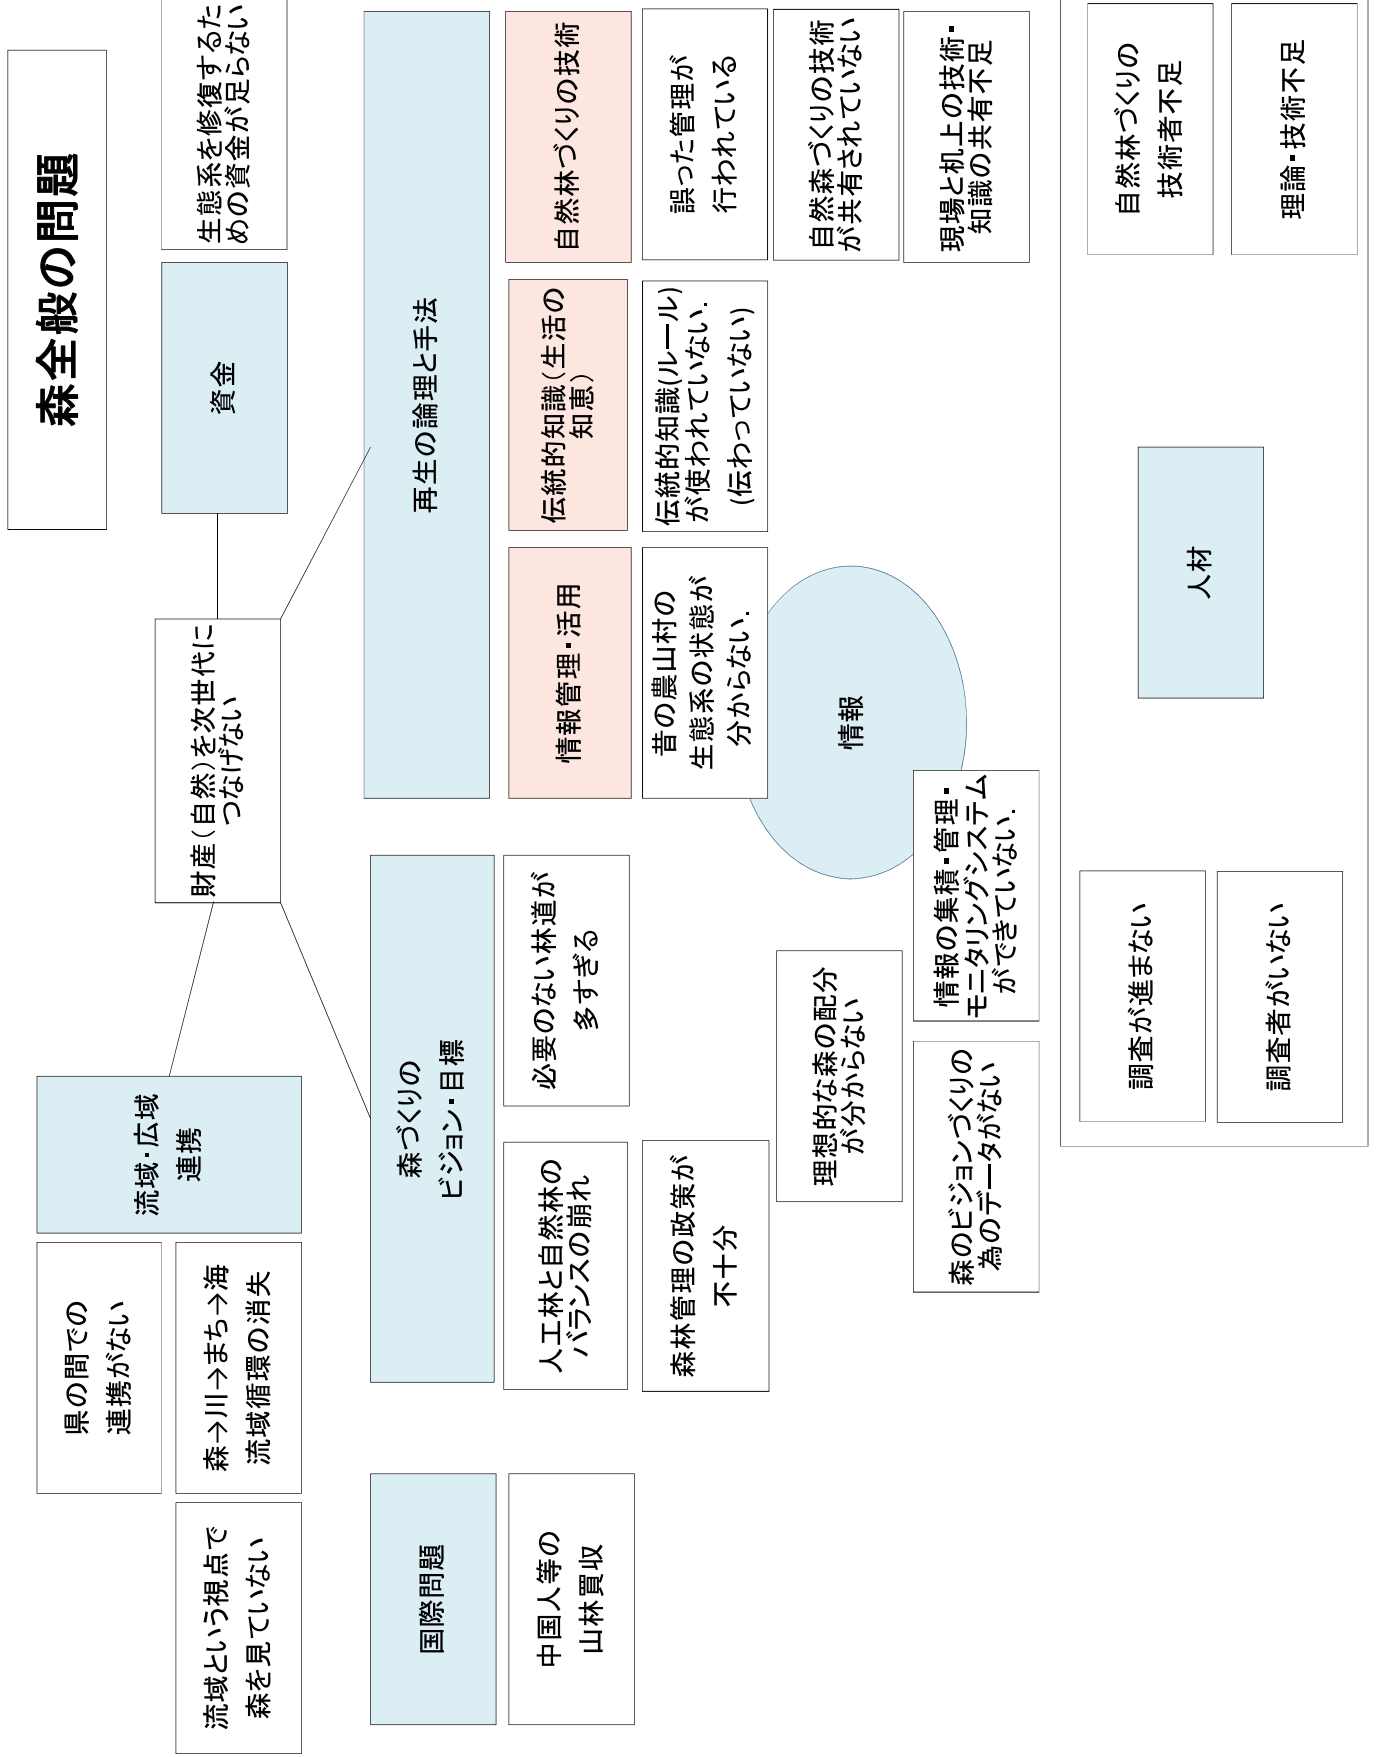 森全般の問題
県の間での
連携がない
流域・広域
連携
流域という視点で
森を見ていない
森→川→まち→海
流域循環の消失
財産（自然）を次世代に
つなげない
資金
生態系を修復するた
めの資金が足らない
国際問題
中国人等の
山林買収
森づくりの
ビジョン・目標
人工林と自然林の
バランスの崩れ
必要のない林道が
多すぎる
森林管理の政策が
不十分
理想的な森の配分
が分からない
森のビジョンづくりの
為のデータがない
再生の論理と手法
情報管理・活用
伝統的知識（生活の
知恵）
自然林づくりの技術
昔の農山村の
生態系の状態が
分からない．
伝統的知識(ルール)
が使われていない．
(伝わっていない)
誤った管理が
行われている
自然森づくりの技術
が共有されていない
現場と机上の技術・
知識の共有不足
情報
情報の集積・管理・
モニタリングシステム
ができていない．
調査が進まない
調査者がいない
人材
自然林づくりの
技術者不足
理論・技術不足